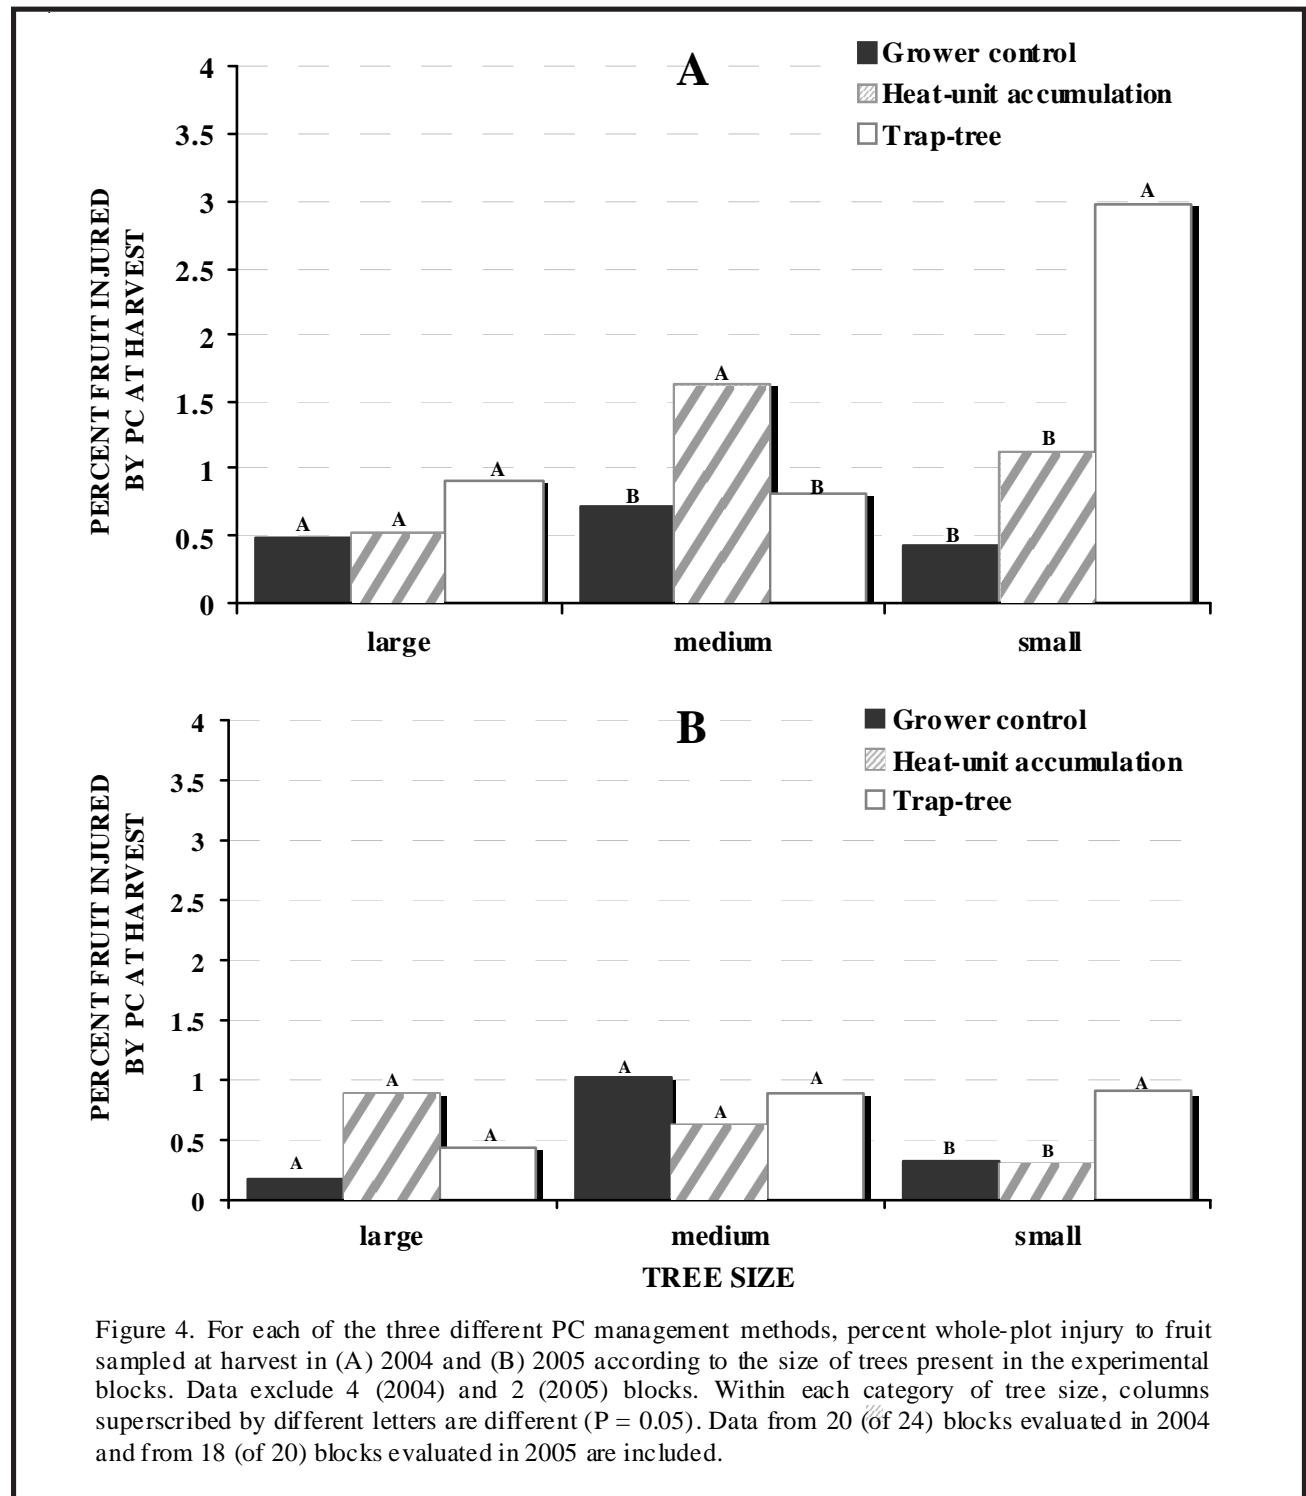 A
Grower control
Heat-unit accumulation
Trap-tree
PERCENT FRUIT INJURED
BY PC AT HARVEST
4
3.5
3
2.5
2
1.5
1
0.5
0
A
A
A
B
A
B
B
B
A
large
medium
small
B
Grower control
Heat-unit accumulation
Trap-tree
PERCENT FRUIT INJURED
BY PC AT HARVEST
4
3.5
3
2.5
2
1.5
1
0.5
0
A
A
A
A
A
A
B
B
A
large
medium
small
TREE SIZE
Figure 4. For each of the three different PC management methods, percent whole-plot injury to fruit
sampled at harvest in (A) 2004 and (B) 2005 according to the size of trees present in the experimental
blocks. Data exclude 4 (2004) and 2 (2005) blocks. Within each category of tree size, columns
superscribed by different letters are different (P = 0.05). Data from 20 (of 24) blocks evaluated in 2004
and from 18 (of 20) blocks evaluated in 2005 are included.